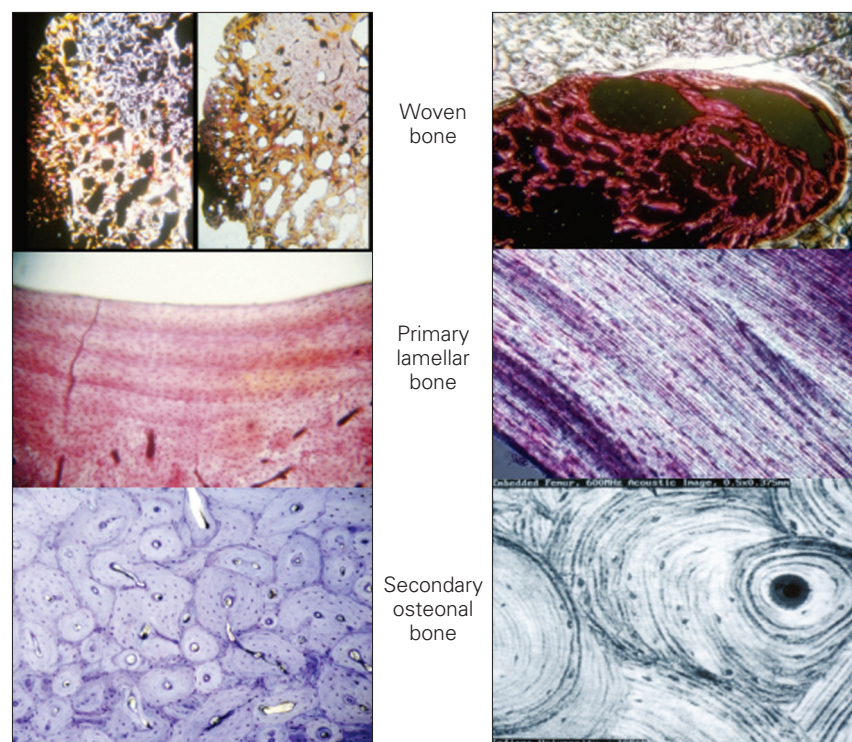 Woven
bone
Primary
lamellar
bone
Embedded Femur, 600MHz Acoustic Image, 0.5x0.375mm
Secondary
osteonal
bone